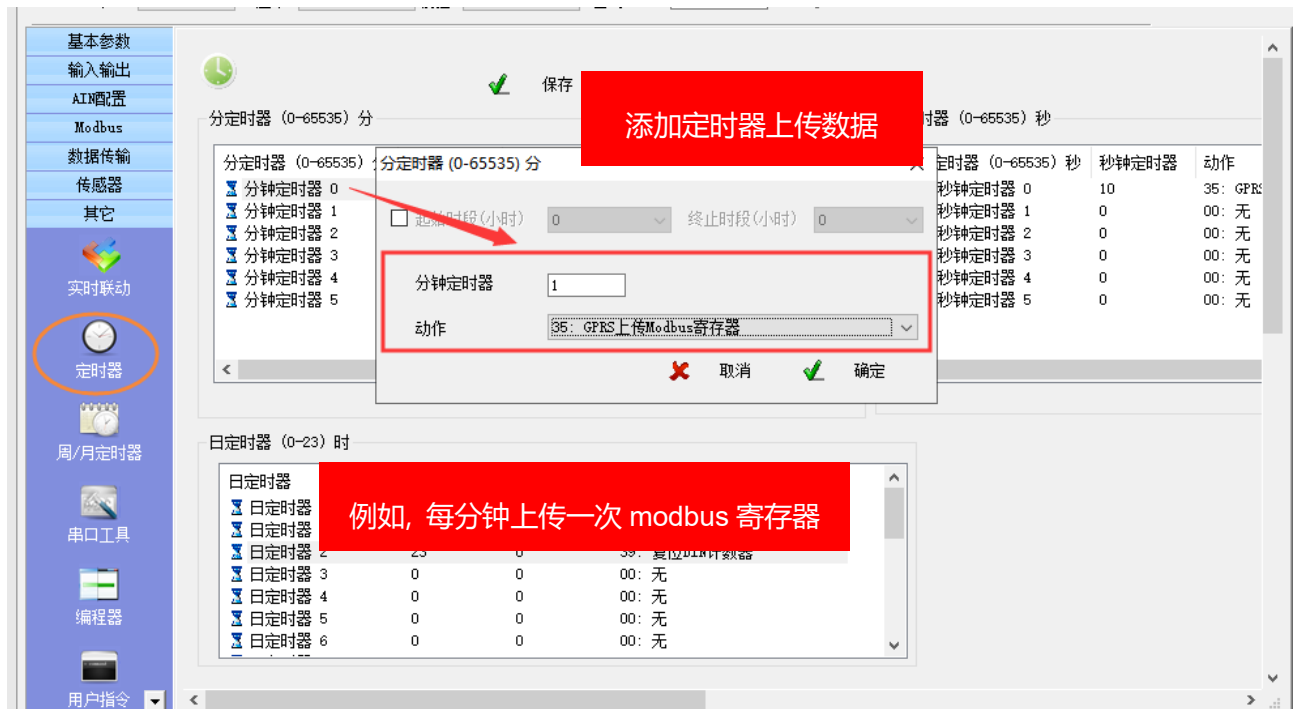 基本参数
输入输出
AIN配置
Modbus
数据传输
传感器
其它
实时联动
定时器
周/月定时器
串口工具
编程器
用户指令
保存
添加定时器上传数据
分定时器（0-65535）分
时器（0-65535）秒
分定时器（0-65535）
分钟定时器 0
分钟定时器 1
分钟定时器 2
分钟定时器 3
分钟定时器 4
分钟定时器 5
分定时器 (0-65535) 分
起始时段(小时) 0 终止时段(小时) 0
分钟定时器 1
动作 35: GPRS上传Modbus寄存器
取消 确定
定时器（0-65535）秒 秒钟定时器 动作
秒钟定时器 0 10 35: GPRS
秒钟定时器 1 0 00: 无
秒钟定时器 2 0 00: 无
秒钟定时器 3 0 00: 无
秒钟定时器 4 0 00: 无
秒钟定时器 5 0 00: 无
日定时器（0-23）时
日定时器
例如, 每分钟上传一次 modbus 寄存器
日定时器
日定时器
日定时器 2 23 0 39: 复位DIN计数器
日定时器 3 0 0 00: 无
日定时器 4 0 0 00: 无
日定时器 5 0 0 00: 无
日定时器 6 0 0 00: 无